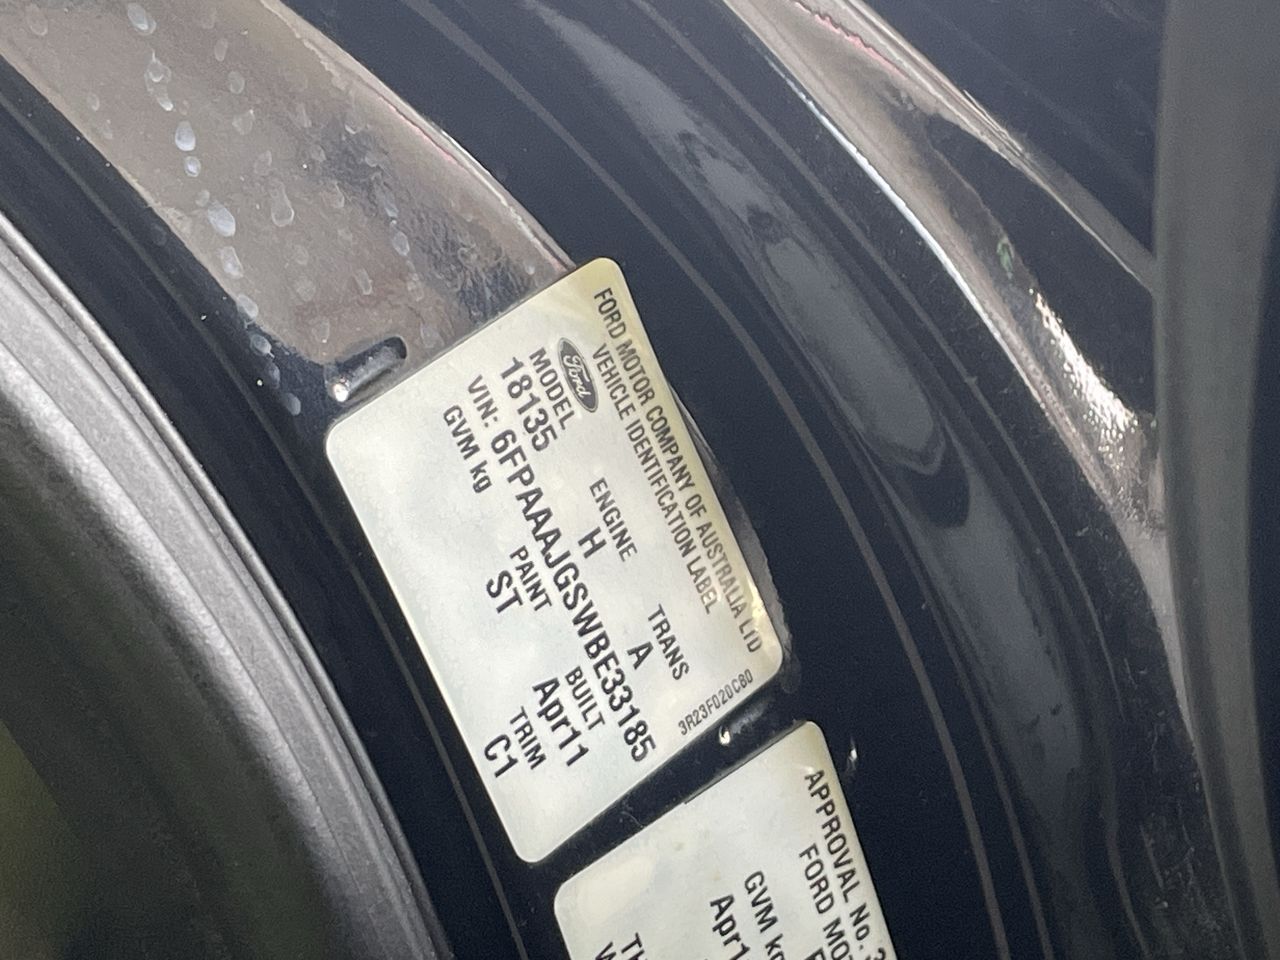 FORD MOTOR COMPANY OF AUSTRALIA LTD
VEHICLE IDENTIFICATION LABEL
Ford
3R23F020C80
MODEL ENGINE TRANS
18135 H A
VIN: 6FPAAAJGSWBE33185
GVM kg PAINT BUILT
ST Apr11
TRIM
C1
APPROVAL No. 3
FORD MO
GVM kg
Apr1